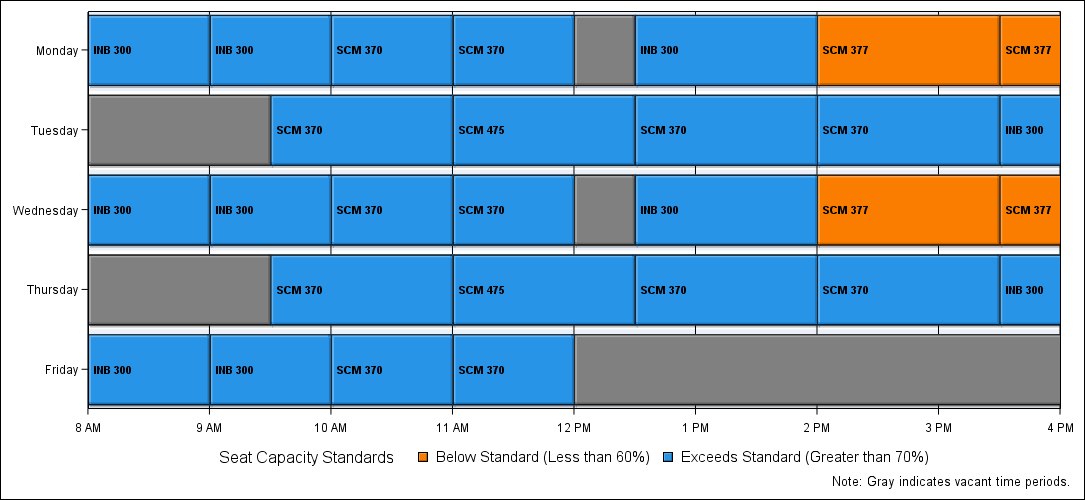 Monday INB 300 INB 300 SCM 370 SCM 370 INB 300 SCM 377 SCM 377
Tuesday SCM 370 SCM 475 SCM 370 SCM 370 INB 300
Wednesday INB 300 INB 300 SCM 370 SCM 370 INB 300 SCM 377 SCM 377
Thursday SCM 370 SCM 475 SCM 370 SCM 370 INB 300
Friday INB 300 INB 300 SCM 370 SCM 370
8 AM 9 AM 10 AM 11 AM 12 PM 1 PM 2 PM 3 PM 4 PM
Seat Capacity Standards Below Standard (Less than 60%) Exceeds Standard (Greater than 70%)
Note: Gray indicates vacant time periods.